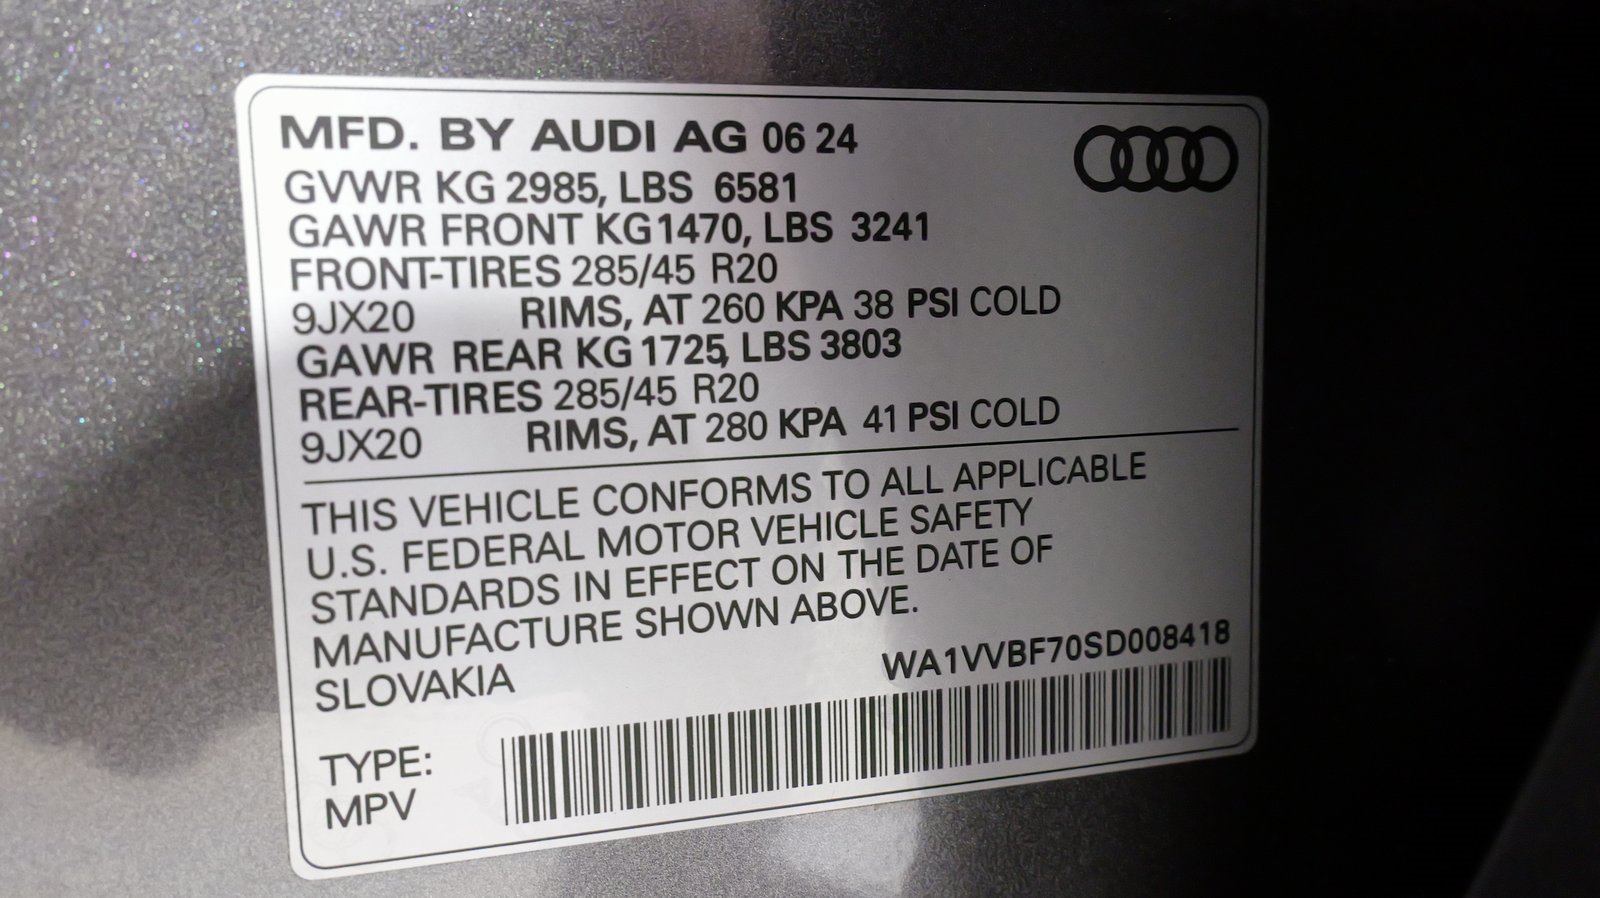 MFD. BY AUDI AG 06 24
GVWR KG 2985, LBS 6581
GAWR FRONT KG 1470, LBS 3241
FRONT-TIRES 285/45 R20
9JX20 RIMS, AT 260 KPA 38 PSI COLD
GAWR REAR KG 1725, LBS 3803
REAR-TIRES 285/45 R20
9JX20 RIMS, AT 280 KPA 41 PSI COLD
THIS VEHICLE CONFORMS TO ALL APPLICABLE
U.S. FEDERAL MOTOR VEHICLE SAFETY
STANDARDS IN EFFECT ON THE DATE OF
MANUFACTURE SHOWN ABOVE.
SLOVAKIA
WA1VVBF70SD008418
TYPE:
MPV